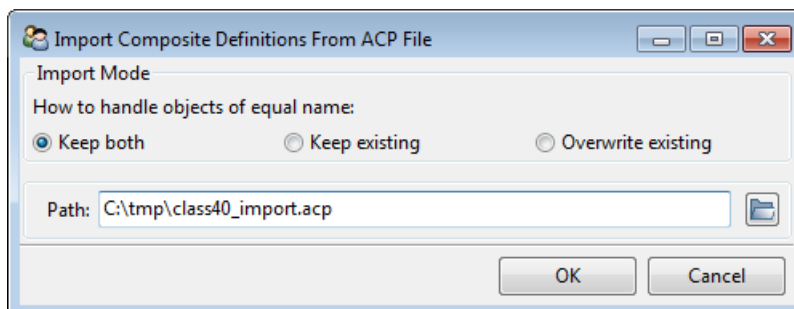 Import Composite Definitions From ACP File
Import Mode
How to handle objects of equal name:
Keep both Keep existing Overwrite existing
Path: C:\tmp\class40_import.acp
OK Cancel